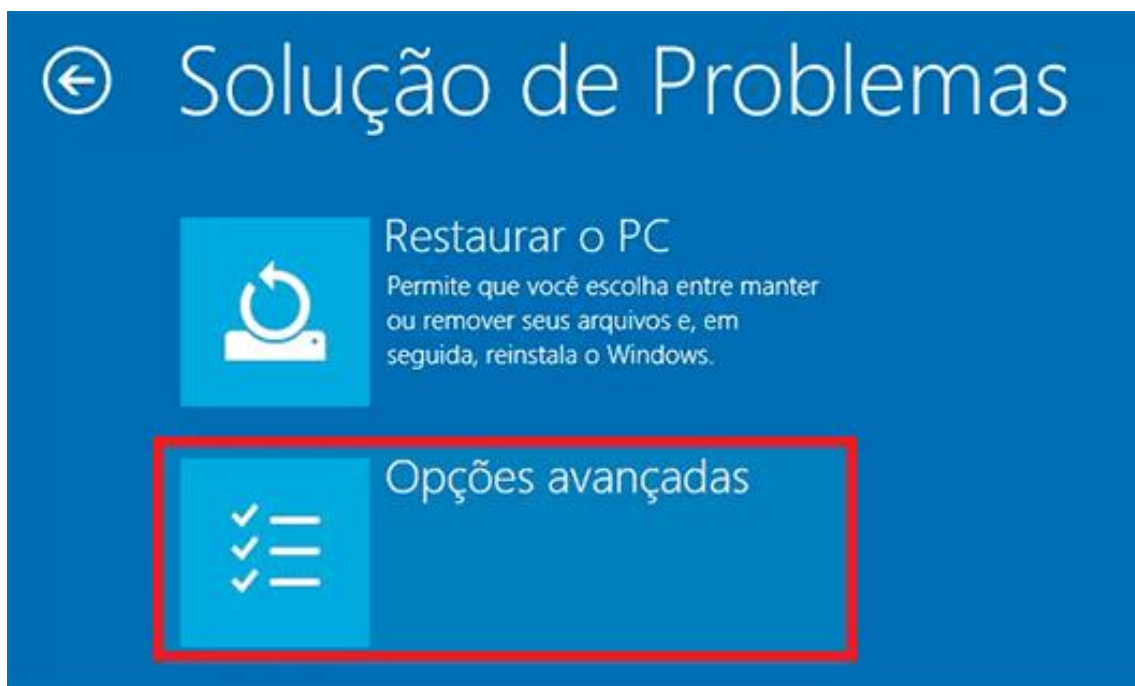 Solução de Problemas
Restaurar o PC
Permite que você escolha entre manter
ou remover seus arquivos e, em
seguida, reinstala o Windows.
Opções avançadas